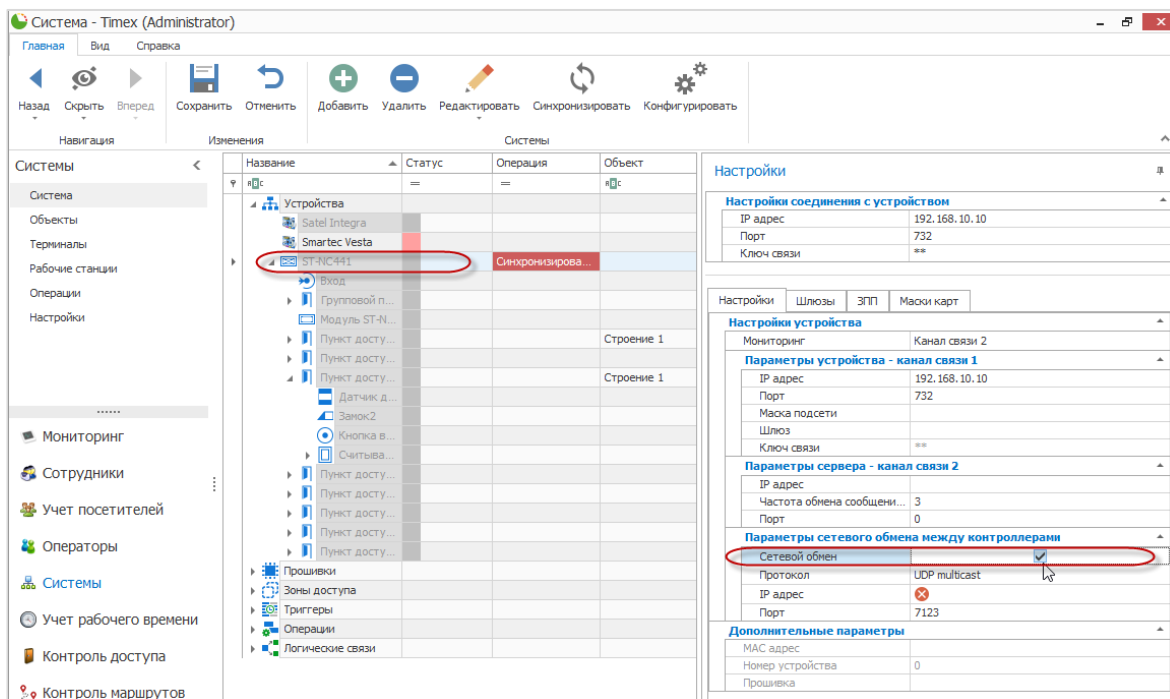 Система - Timex (Administrator)
Главная Вид Справка
Назад Скрыть Вперед Сохранить Отменить Добавить Удалить Редактировать Синхронизировать Конфигурировать
Навигация Изменения Системы
Системы
Система
Объекты
Терминалы
Рабочие станции
Операции
Настройки
Мониторинг
Сотрудники
Учет посетителей
Операторы
Системы
Учет рабочего времени
Контроль доступа
Контроль маршрутов
Название Статус Операция Объект
= =
Устройства
Satel Integra
Smartec Vesta
ST-NC441 Синхронизирова...
Вход
Групповой п...
Модуль ST-N...
Пункт досту... Строение 1
Пункт досту...
Пункт досту... Строение 1
Датчик д...
Замок2
Кнопка в...
Считыва...
Пункт досту...
Пункт досту...
Пункт досту...
Пункт досту...
Пункт досту...
Прошивки
Зоны доступа
Триггеры
Операции
Логические связи
Настройки
Настройки соединения с устройством
IP адрес 192.168.10.10
Порт 732
Ключ связи **
Настройки Шлюзы ЗПП Маски карт
Настройки устройства
Мониторинг Канал связи 2
Параметры устройства - канал связи 1
IP адрес 192.168.10.10
Порт 732
Маска подсети
Шлюз
Ключ связи **
Параметры сервера - канал связи 2
IP адрес
Частота обмена сообщени... 3
Порт 0
Параметры сетевого обмена между контроллерами
Сетевой обмен
Протокол UDP multicast
IP адрес
Порт 7123
Дополнительные параметры
MAC адрес
Номер устройства 0
Прошивка